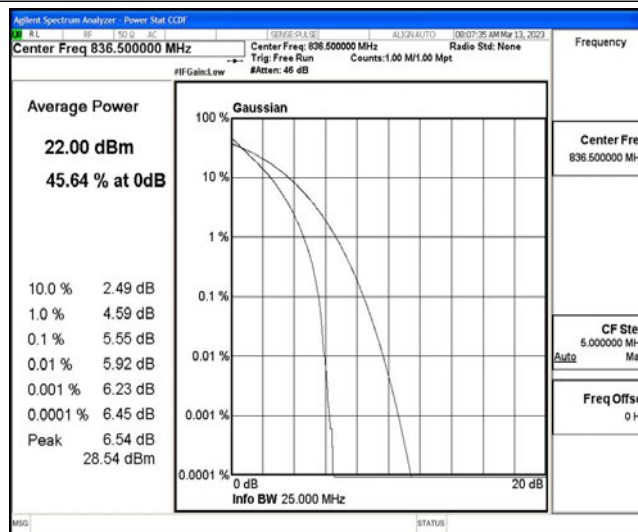 Agilent Spectrum Analyzer - Power Stat CCDF
RL RF 50 Ω AC SENSE:PULSE ALIGN AUTO 08:07:35 AM Mar 13, 2023
Center Freq 836.500000 MHz
Center Freq: 836.500000 MHz Radio Std: None
Trig: Free Run Counts:1.00 M/1.00 Mpt
#IFGain:Low #Atten: 46 dB
Frequency
Average Power
22.00 dBm
45.64 % at 0dB
10.0 % 2.49 dB
1.0 % 4.59 dB
0.1 % 5.55 dB
0.01 % 5.92 dB
0.001 % 6.23 dB
0.0001 % 6.45 dB
Peak 6.54 dB
28.54 dBm
Gaussian
100 %
10 %
1 %
0.1 %
0.01 %
0.001 %
0.0001 %
0 dB 20 dB
Info BW 25.000 MHz
Center Fre
836.500000 MH
CF Ste
5.000000 MH
Auto Ma
Freq Offse
0 H
MSG STATUS